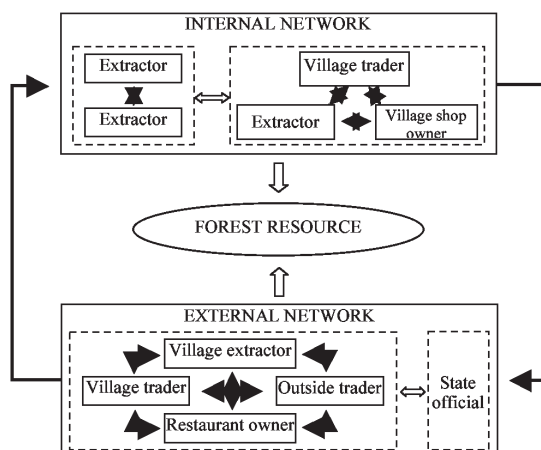 INTERNAL NETWORK
Extractor
Extractor
Village trader
Extractor
Village shop
owner
FOREST RESOURCE
EXTERNAL NETWORK
Village extractor
Village trader
Outside trader
Restaurant owner
State
official